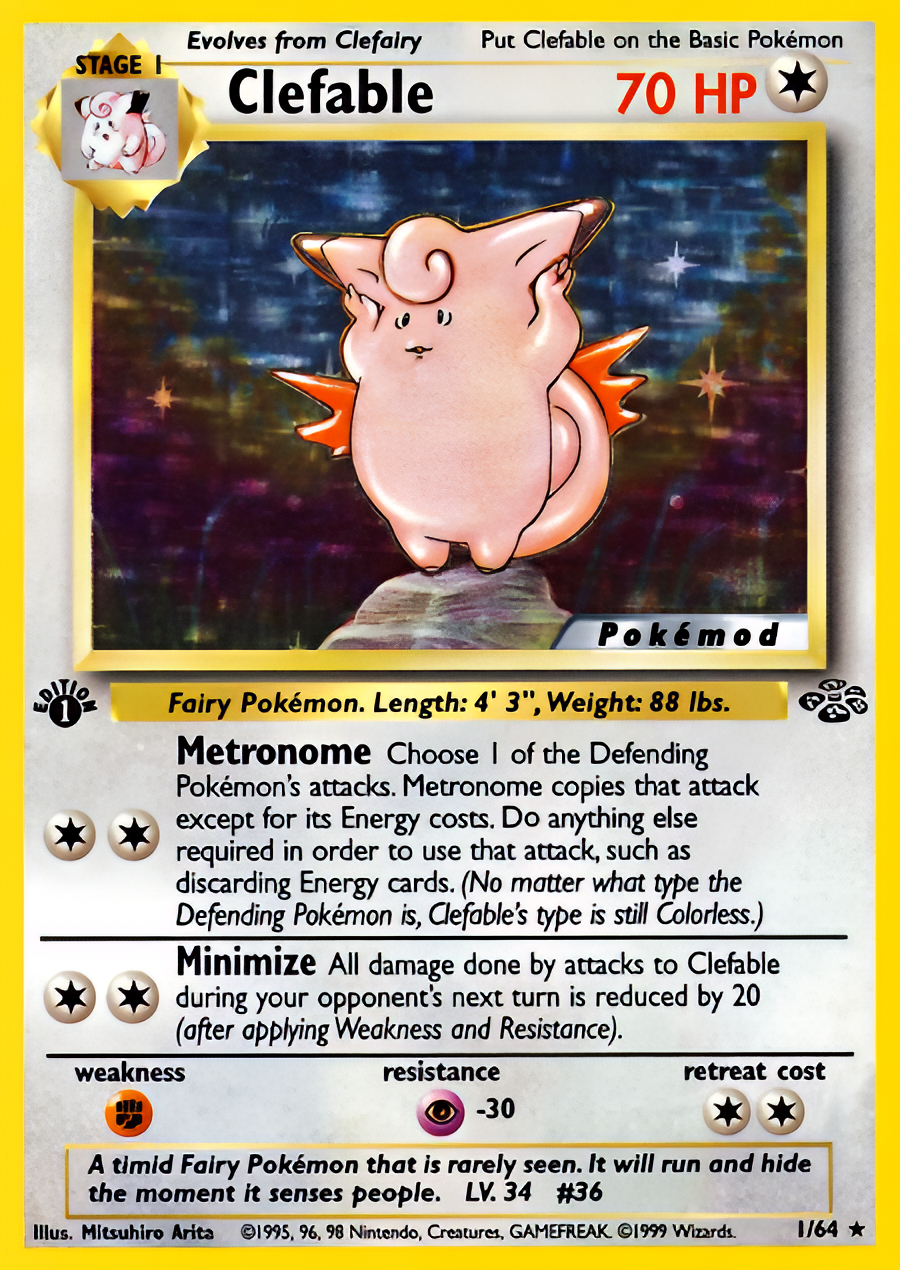 Evolves from Clefairy Put Clefable on the Basic Pokémon
STAGE 1
Clefable 70 HP
Pokémod
EDITION
1
Fairy Pokémon. Length: 4' 3", Weight: 88 lbs.
Metronome Choose 1 of the Defending
Pokémon's attacks. Metronome copies that attack
except for its Energy costs. Do anything else
required in order to use that attack, such as
discarding Energy cards. (No matter what type the
Defending Pokémon is, Clefable's type is still Colorless.)
Minimize All damage done by attacks to Clefable
during your opponent's next turn is reduced by 20
(after applying Weakness and Resistance).
weakness resistance retreat cost
-30
A timid Fairy Pokémon that is rarely seen. It will run and hide
the moment it senses people. LV. 34 #36
Illus. Mitsuhiro Arita ©1995, 96, 98 Nintendo, Creatures, GAMEFREAK. ©1999 Wizards. 1/64 ★